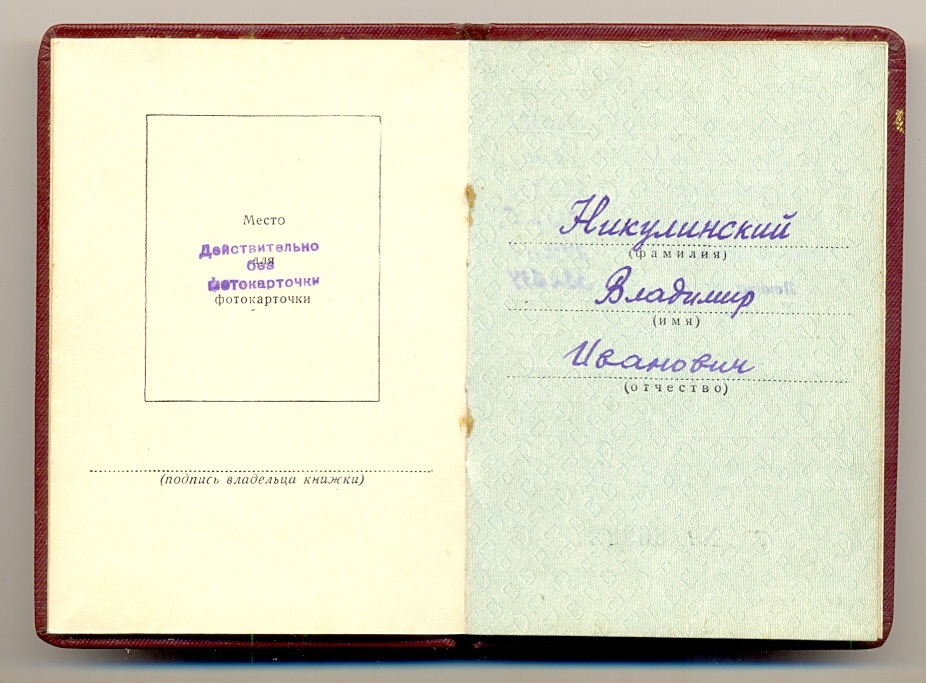 Место
Действительно
для
без
фотокарточки
фотокарточки
(подпись владельца книжки)
Никулинский
(фамилия)
Владимир
(имя)
Иванович
(отчество)